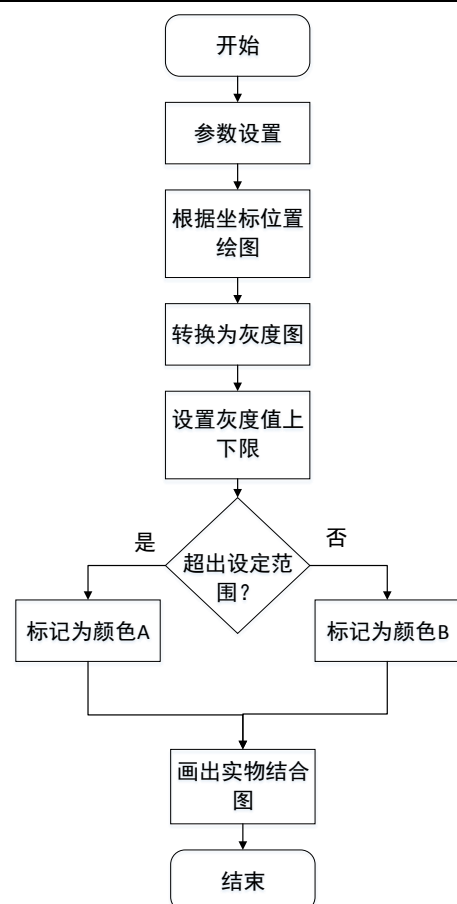 开始
参数设置
根据坐标位置
绘图
转换为灰度图
设置灰度值上
下限
超出设定范
围？
是
否
标记为颜色A
标记为颜色B
画出实物结合
图
结束